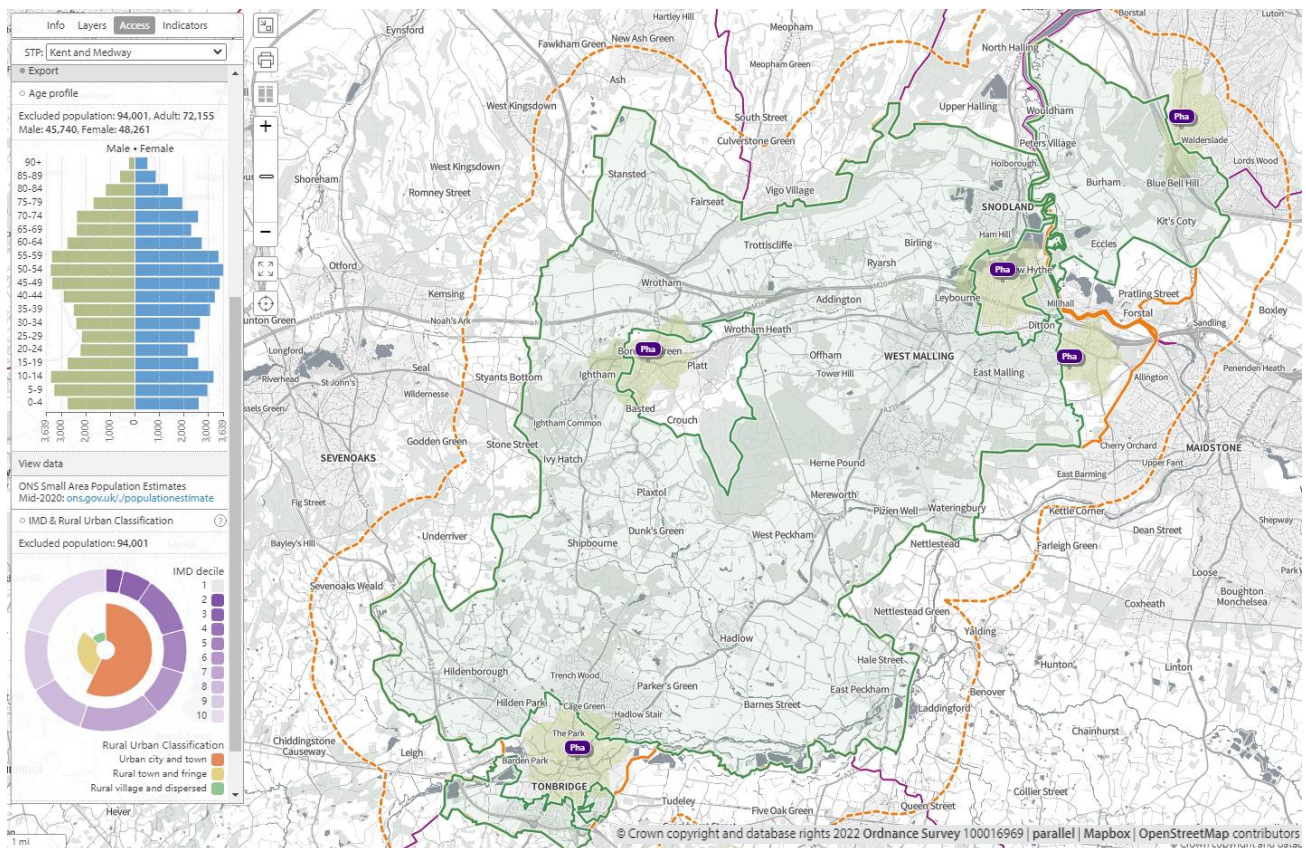 Info Layers Access Indicators
STP: Kent and Medway
Export
Age profile
Excluded population: 94,001, Adult: 72,155
Male: 45,740, Female: 48,261
Male • Female
90+
85-89
80-84
75-79
70-74
65-69
60-64
55-59
50-54
45-49
40-44
35-39
30-34
25-29
20-24
15-19
10-14
5-9
0-4
3,639 3,000 2,000 1,000 0 1,000 2,000 3,000 3,639
View data
ONS Small Area Population Estimates
Mid-2020: ons.gov.uk/./populationestimate
IMD & Rural Urban Classification ?
Excluded population: 94,001
IMD decile
1
2
3
4
5
6
7
8
9
10
Rural Urban Classification
Urban city and town
Rural town and fringe
Rural village and dispersed
+
−
Hartley Hill
Luton
Eynsford
Fawkham Green
New Ash Green
Meopham
Borstal
Meopham Green
North Halling
Ash
West Kingsdown
Upper Halling
Wouldham
Pha
South Street
Culverstone Green
Peters Village
Walderslade
Lords Wood
West Kingsdown
Stansted
Holborough
Shoreham
Romney Street
Vigo Village
Burham
Blue Bell Hill
Fairseat
SNODLAND
Kit's Coty
Trottiscliffe
Birling
Ham Hill
Eccles
Otford
Ryarsh
Pha
Wrotham
Leybourne
Pratling Street
Kemsing
Addington
Millhall
Forstal
Boxley
Noah's Ark
Wrotham Heath
Ditton
Sandling
Longford
Pha
Offham
WEST MALLING
Pha
Penenden Heath
Seal
Ightham
Platt
Tower Hill
East Malling
Allington
Riverhead
St-John's
Styants Bottom
Wildernesse
Basted
Crouch
Ightham Common
Godden Green
Stone Street
Cherry Orchard
MAIDSTONE
SEVENOAKS
Ivy Hatch
Herne Pound
East Barming
Upper Fant
Fig Street
Plaxtol
Mereworth
Pizien Well
Wateringbury
Kettle Corner
Shepway
Dunk's Green
Dean Street
Bayley's Hill
Underriver
Shipbourne
West Peckham
Nettlestead
Farleigh Green
Loose
Sevenoaks Weald
Boughton
Monchelsea
Nettlestead Green
Coxheath
Hadlow
Yalding
Linton
Hildenborough
Trench Wood
Hale Street
Hunton
Parker's Green
East Peckham
Benover
Hilden Park
Cage Green
Hadlow Stair
Barnes Street
Laddingford
The Park
Chainhurst
Chiddingstone
Causeway
Leigh
Pha
Barden Park
TONBRIDGE
Collier Street
Tudeley
Five Oak Green
Queen Street
Hever
1 mi
© Crown copyright and database rights 2022 Ordnance Survey 100016969 | parallel | Mapbox | OpenStreetMap contributors